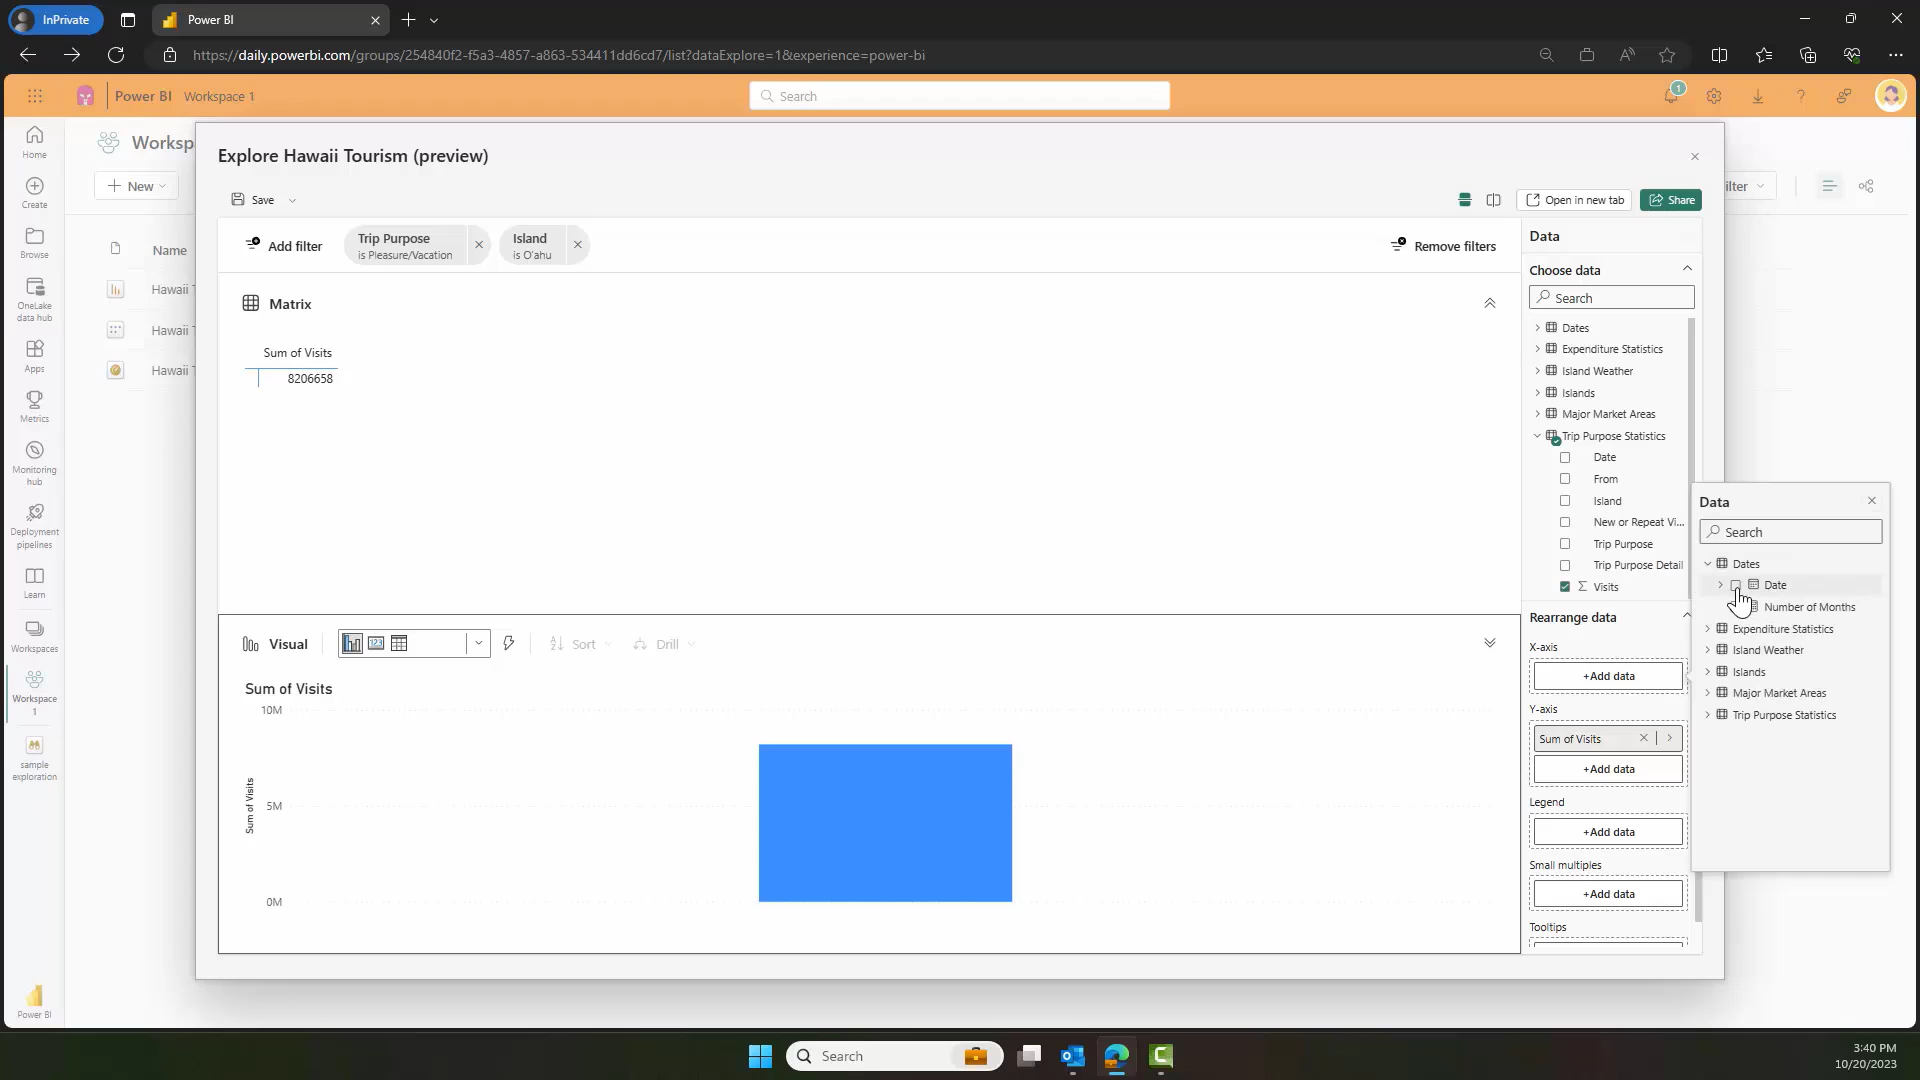 InPrivate
Power BI
https://daily.powerbi.com/groups/254840f2-f5a3-4857-a863-534411dd6cd7/list?dataExplore=1&experience=power-bi
Power BI
Workspace 1
Search
1
Home
Create
Browse
OneLake
data hub
Apps
Metrics
Monitoring
hub
Deployment
pipelines
Learn
Workspaces
Workspace
1
sample
exploration
Power BI
Worksp
New
Name
Hawaii T
Hawaii T
Hawaii T
ilter
Explore Hawaii Tourism (preview)
Save
Open in new tab
Share
Add filter
Trip Purpose
is Pleasure/Vacation
Island
is O'ahu
Remove filters
Matrix
Sum of Visits
8206658
Visual
123
Sort
Drill
Sum of Visits
10M
5M
0M
Sum of Visits
Data
Choose data
Search
Dates
Expenditure Statistics
Island Weather
Islands
Major Market Areas
Trip Purpose Statistics
Date
From
Island
New or Repeat Vi...
Trip Purpose
Trip Purpose Detail
Visits
Rearrange data
X-axis
+Add data
Y-axis
Sum of Visits
+Add data
Legend
+Add data
Small multiples
+Add data
Tooltips
Data
Search
Dates
Date
Number of Months
Expenditure Statistics
Island Weather
Islands
Major Market Areas
Trip Purpose Statistics
Search
3:40 PM
10/20/2023